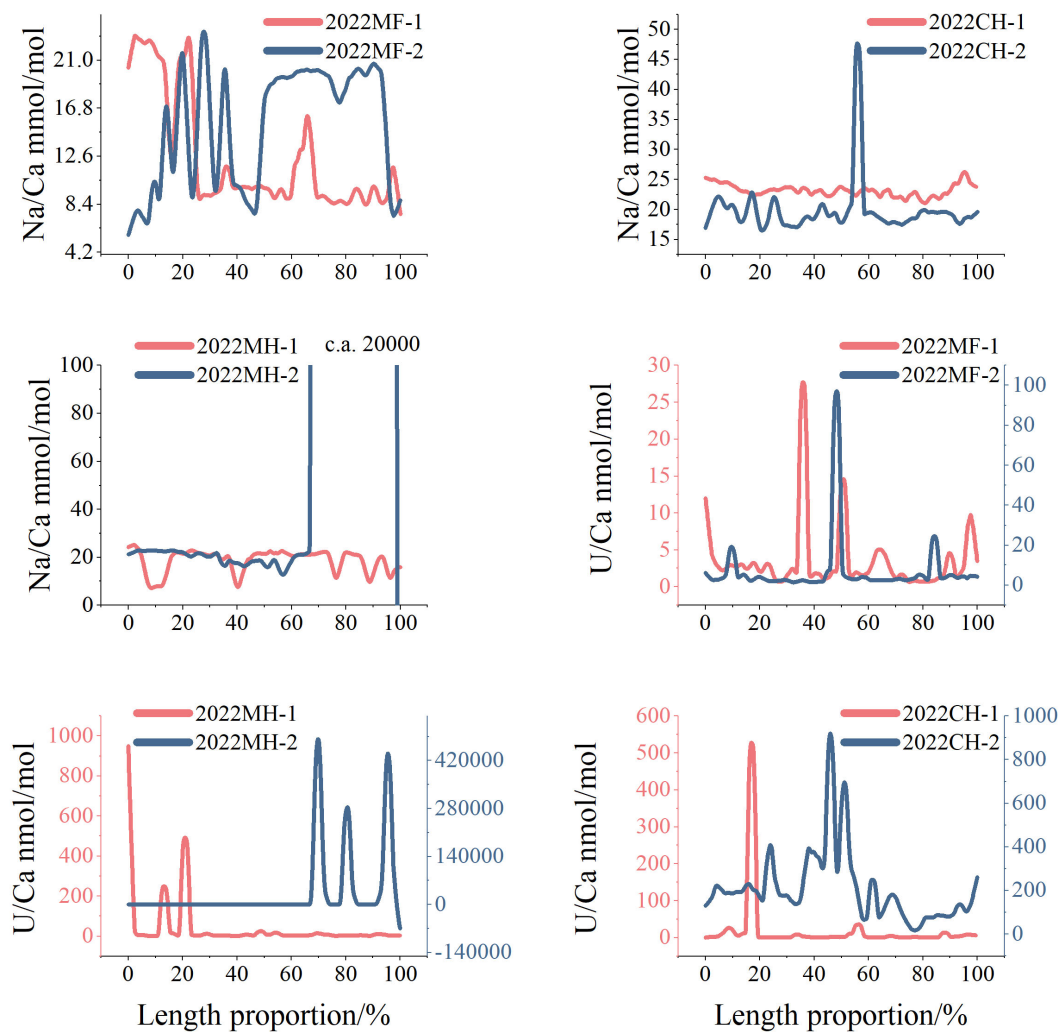 2022MF-1
2022MF-2
Na/Ca mmol/mol
21.0
16.8
12.6
8.4
4.2
0 20 40 60 80 100
2022CH-1
2022CH-2
Na/Ca mmol/mol
50
45
40
35
30
25
20
15
0 20 40 60 80 100
2022MH-1 c.a. 20000
2022MH-2
Na/Ca mmol/mol
100
80
60
40
20
0
0 20 40 60 80 100
2022MF-1
2022MF-2
U/Ca nmol/mol
30
25
20
15
10
5
0
100
80
60
40
20
0
0 20 40 60 80 100
2022MH-1
2022MH-2
U/Ca nmol/mol
1000
800
600
400
200
0
420000
280000
140000
0
-140000
0 20 40 60 80 100
Length proportion/%
2022CH-1
2022CH-2
U/Ca nmol/mol
600
500
400
300
200
100
0
1000
800
600
400
200
0
0 20 40 60 80 100
Length proportion/%